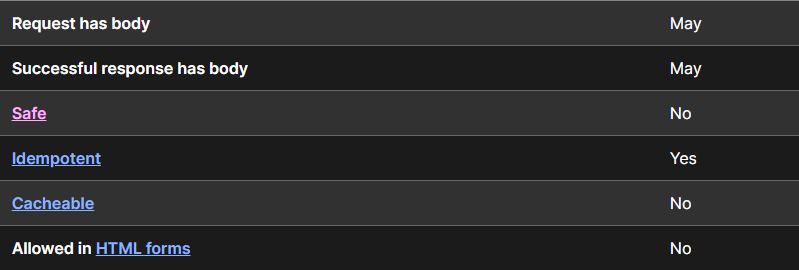 Request has body May
Successful response has body May
Safe No
Idempotent Yes
Cacheable No
Allowed in HTML forms No